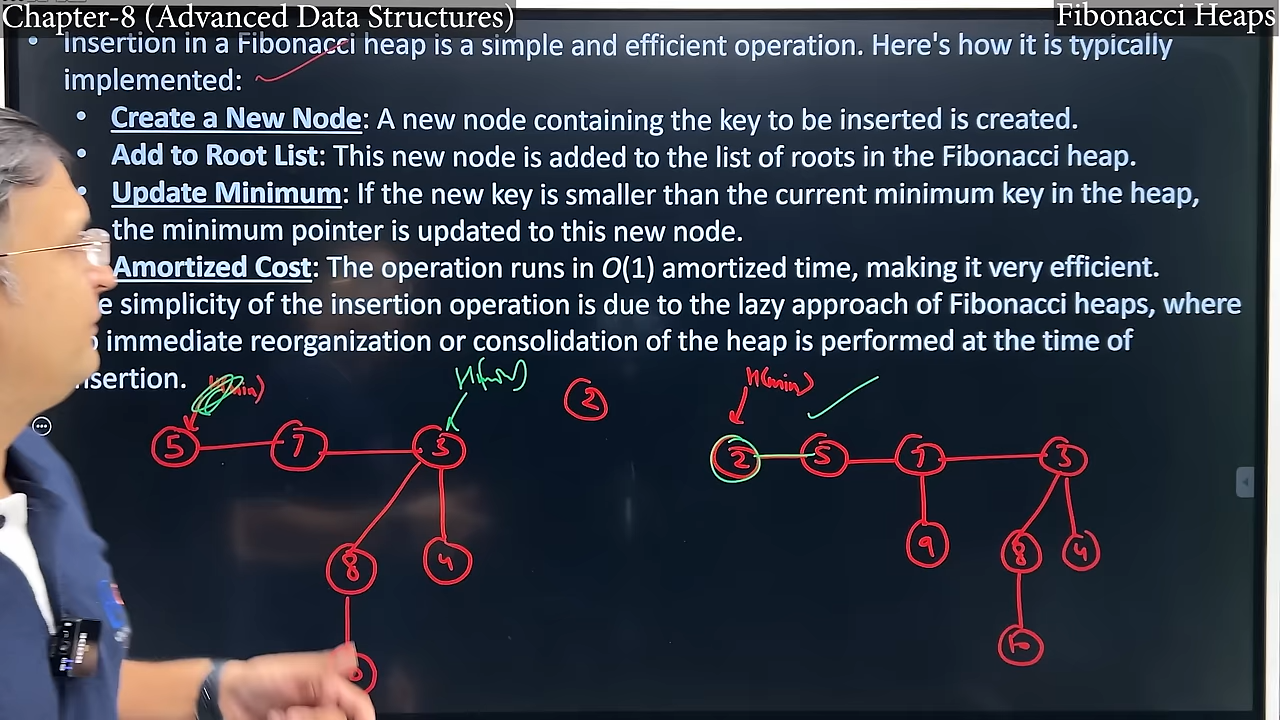 Chapter-8 (Advanced Data Structures)
Fibonacci Heaps
• Insertion in a Fibonacci heap is a simple and efficient operation. Here's how it is typically
implemented:
• Create a New Node: A new node containing the key to be inserted is created.
• Add to Root List: This new node is added to the list of roots in the Fibonacci heap.
Update Minimum: If the new key is smaller than the current minimum key in the heap,
the minimum pointer is updated to this new node.
Amortized Cost: The operation runs in O(1) amortized time, making it very efficient.
simplicity of the insertion operation is due to the lazy approach of Fibonacci heaps, where
immediate reorganization or consolidation of the heap is performed at the time of
nsertion.
H(min)
2
H(min)
5 7 3
2 5 7 3
8 4
9 8 4
10